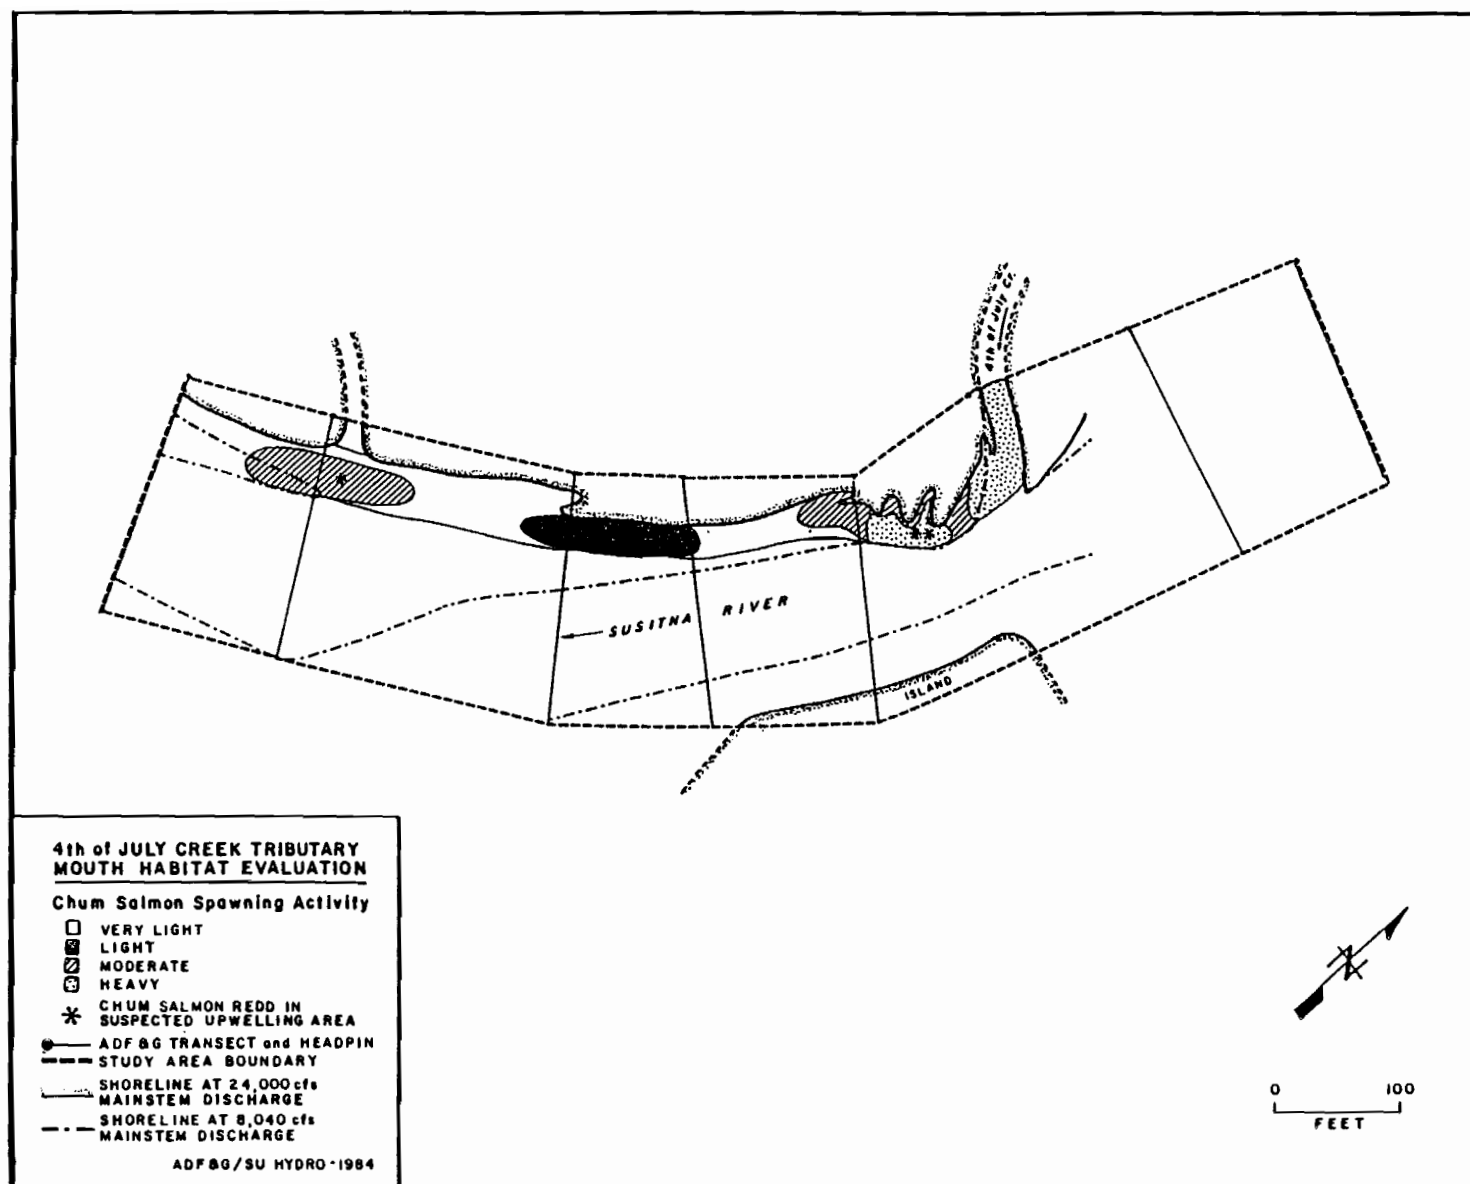 4th of July Cr.
SUSITNA RIVER
ISLAND
4th of JULY CREEK TRIBUTARY
MOUTH HABITAT EVALUATION
Chum Salmon Spawning Activity
VERY LIGHT
LIGHT
MODERATE
HEAVY
CHUM SALMON REDD IN
SUSPECTED UPWELLING AREA
ADF&G TRANSECT and HEADPIN
STUDY AREA BOUNDARY
SHORELINE AT 24,000 cfs
MAINSTEM DISCHARGE
SHORELINE AT 8,040 cfs
MAINSTEM DISCHARGE
ADF&G/SU HYDRO-1984
N
0 100
FEET